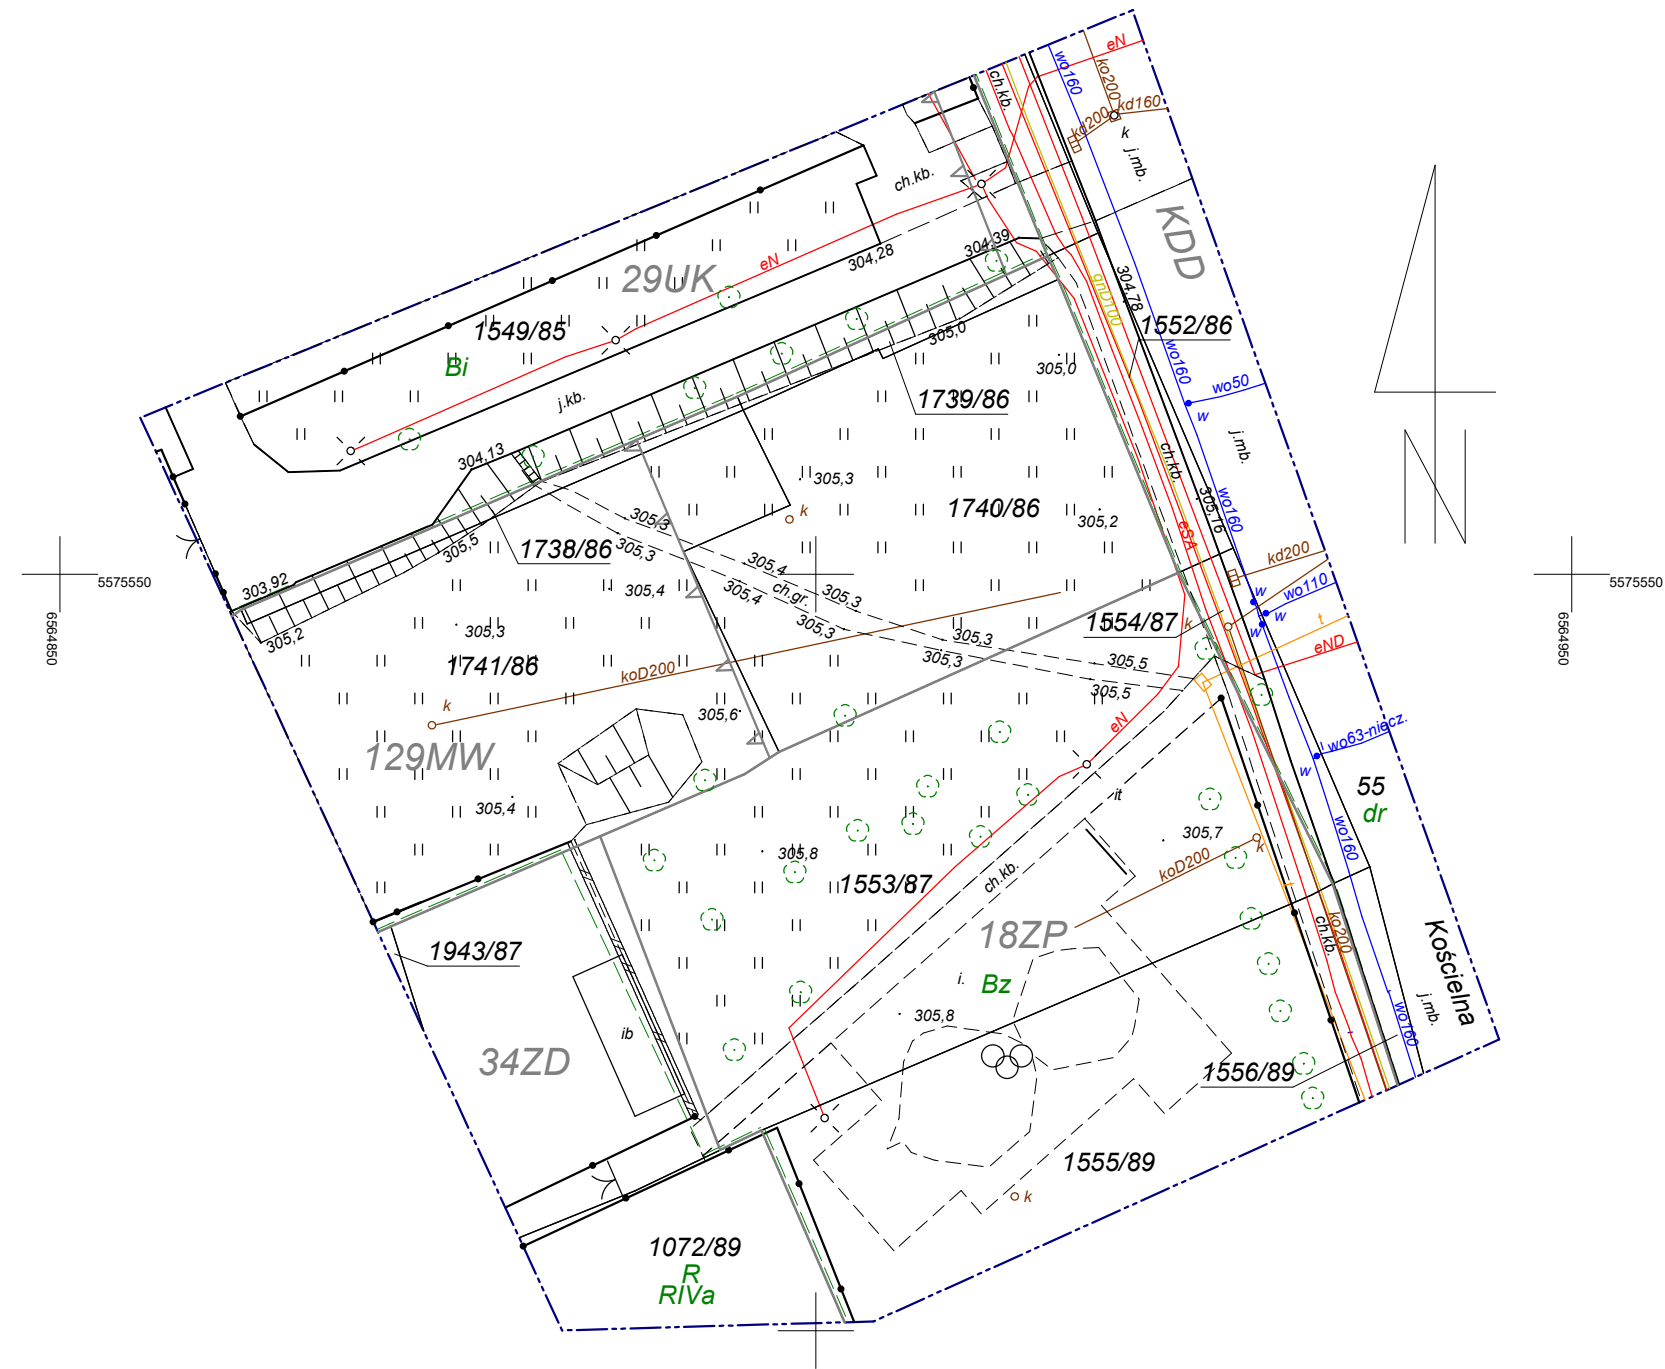 eN
wo160
ko200
ch.kb.
kd160
kd200
k
j.mb.
ch.kb.
KDD
304,39
304,28
eN
29UK
304,78
gnD100
1549/85
1552/86
305,0
Bi
wo160
305,0
wo50
1739/86
w
j.kb.
j.mb.
ch.kb.
304,13
305,3
1740/86
wo160
305,16
k
305,3
305,2
eSA
305,5
1738/86
305,3
kd200
5575550
5575550
303,92
305,4
305,4
305,4
ch.gr.
305,3
w
wo110
w
w
6564850
6564950
305,2
305,3
305,3
1554/87
k
t
305,3
eND
1741/86
305,3
305,5
koD200
305,5
k
305,6
eN
wo63-niecz.
129MW
w
55
dr
it
305,4
305,7
wo160
305,8
k
koD200
1553/87
ch.kb.
18ZP
ko200
ch.kb.
1943/87
Kościelna
i.
Bz
j.mb.
305,8
wo160
ib
34ZD
1556/89
1555/89
k
1072/89
R
RIVa